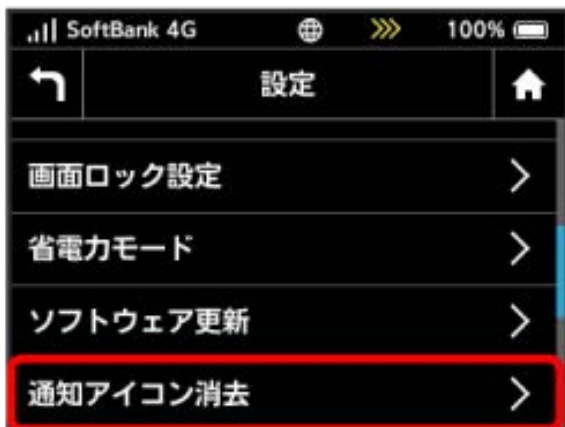 SoftBank 4G 100%
設定
画面ロック設定
省電力モード
ソフトウェア更新
通知アイコン消去